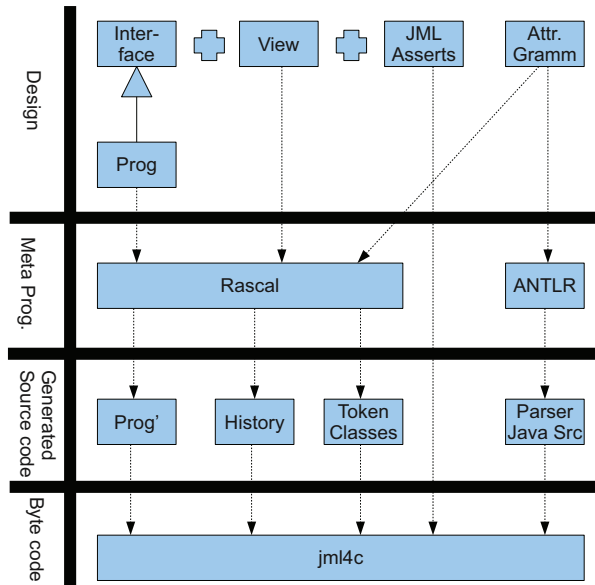 Design
Inter-
face
View
JML
Asserts
Attr.
Gramm
Prog
Meta Prog.
Rascal
ANTLR
Generated
Source code
Prog’
History
Token
Classes
Parser
Java Src
Byte code
jml4c